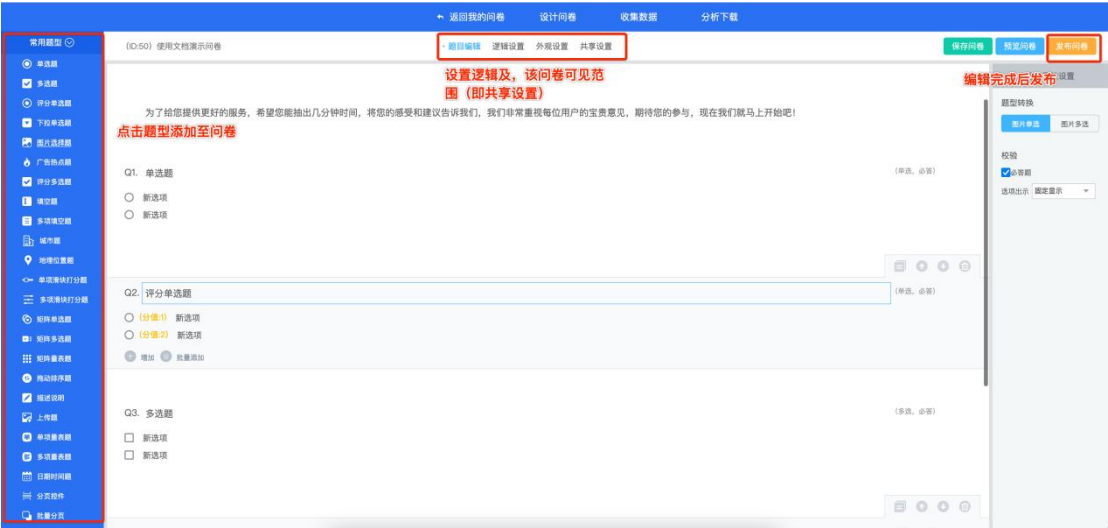 返回我的问卷 设计问卷 收集数据 分析下载
常用题型
(ID:50) 使用文档演示问卷
题目编辑 逻辑设置 外观设置 共享设置
保存问卷 预览问卷 发布问卷
设置逻辑及，该问卷可见范
围（即共享设置）
编辑完成后发布
设置
点击题型添加至问卷
单选题
多选题
评分单选题
下拉单选题
图片选择题
广告热点题
评分多选题
填空题
多项填空题
城市题
地理位置题
单项滑块打分题
多项滑块打分题
矩阵单选题
矩阵多选题
矩阵量表题
拖动排序题
描述说明
上传题
单项量表题
多项量表题
日期时间题
分页控件
批量分页
为了给您提供更好的服务，希望您能抽出几分钟时间，将您的感受和建议告诉我们，我们非常重视每位用户的宝贵意见，期待您的参与，现在我们就马上开始吧！
Q1. 单选题 (单选，必答)
新选项
新选项
Q2. 评分单选题 (单选，必答)
(分值:1) 新选项
(分值:2) 新选项
增加 批量添加
Q3. 多选题 (多选，必答)
新选项
新选项
题型转换
图片单选 图片多选
校验
必答题
选项出示 固定显示